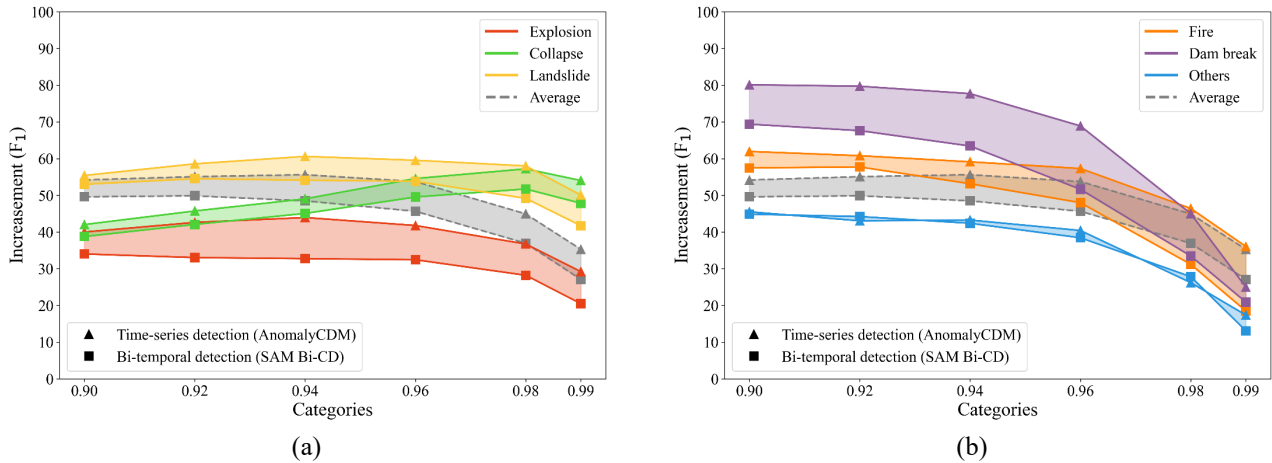 100
90
80
70
60
50
40
30
20
10
0
Increasement (F₁)
Explosion
Collapse
Landslide
Average
Time-series detection (AnomalyCDM)
Bi-temporal detection (SAM Bi-CD)
0.90 0.92 0.94 0.96 0.98 0.99
Categories
(a)
100
90
80
70
60
50
40
30
20
10
0
Increasement (F₁)
Fire
Dam break
Others
Average
Time-series detection (AnomalyCDM)
Bi-temporal detection (SAM Bi-CD)
0.90 0.92 0.94 0.96 0.98 0.99
Categories
(b)